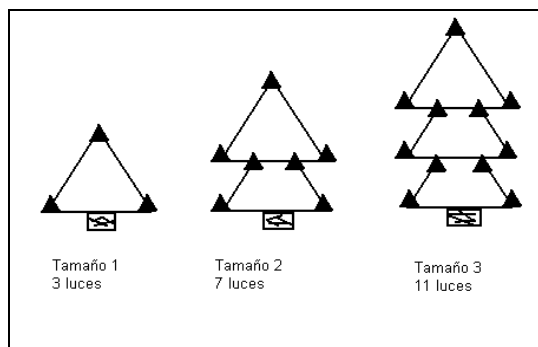 Tamaño 1
3 luces
Tamaño 2
7 luces
Tamaño 3
11 luces